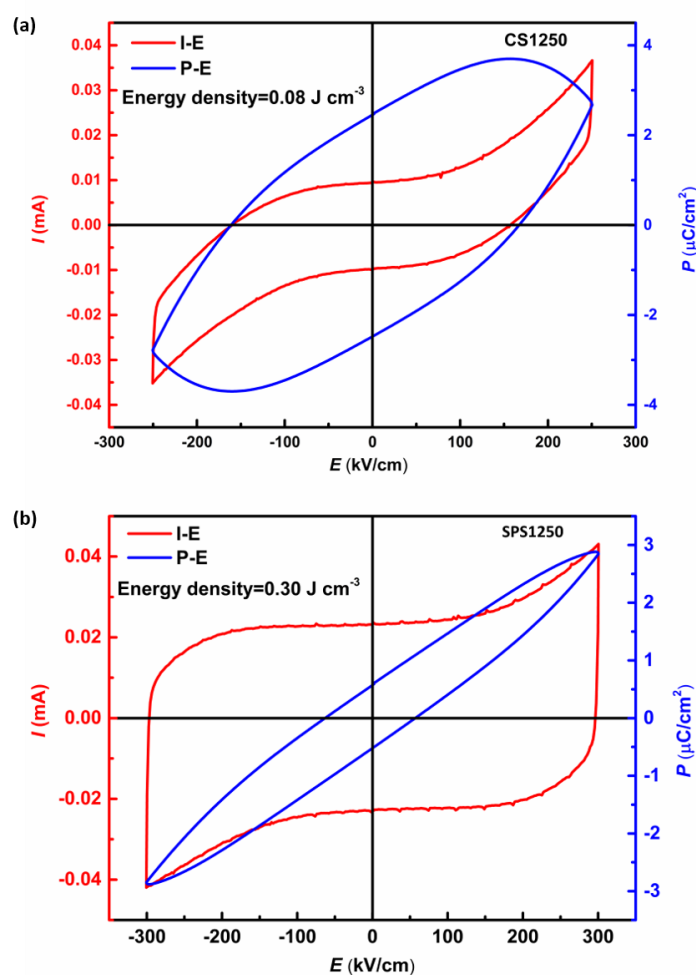 (a)
I-E
P-E
CS1250
Energy density=0.08 J cm⁻³
0.04
0.03
0.02
0.01
0.00
-0.01
-0.02
-0.03
-0.04
I (mA)
4
2
0
-2
-4
P (μC/cm²)
-300 -200 -100 0 100 200 300
E (kV/cm)
(b)
I-E
P-E
SPS1250
Energy density=0.30 J cm⁻³
0.04
0.02
0.00
-0.02
-0.04
I (mA)
3
2
1
0
-1
-2
-3
P (μC/cm²)
-300 -200 -100 0 100 200 300
E (kV/cm)